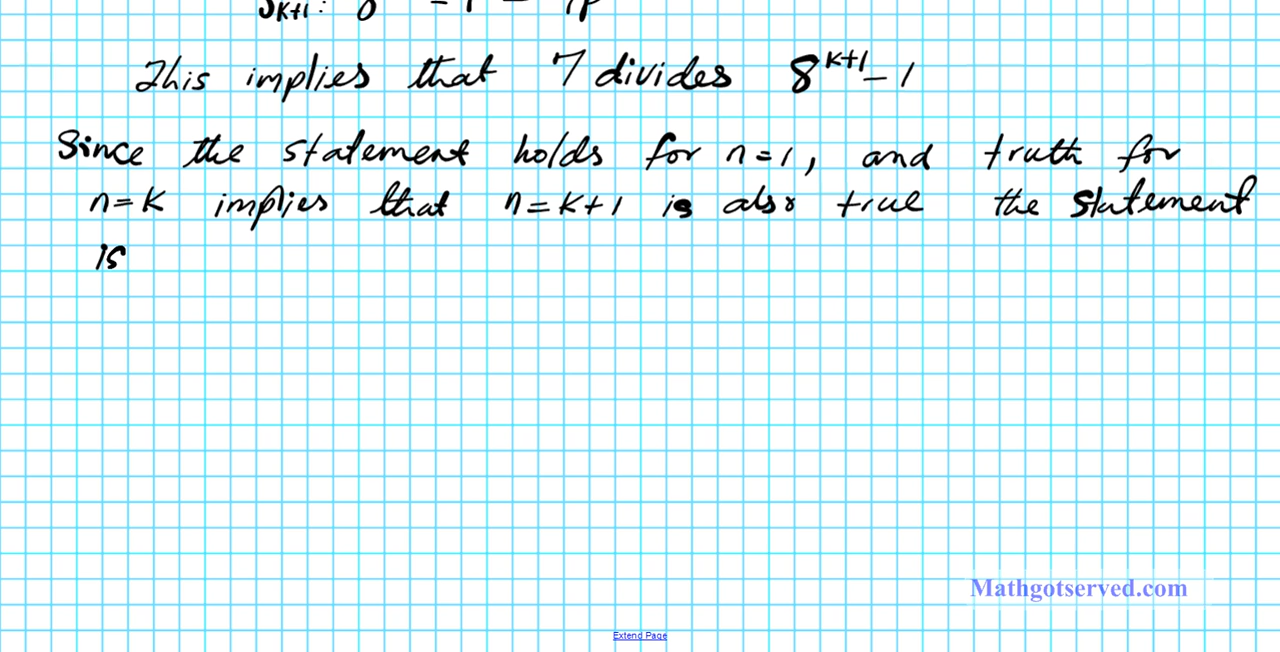 This implies that 7 divides 8^{k+1} - 1
Since the statement holds for n=1, and truth for
n=k implies that n=k+1 is also true the statement
is
Mathgotserved.com
Extend Page